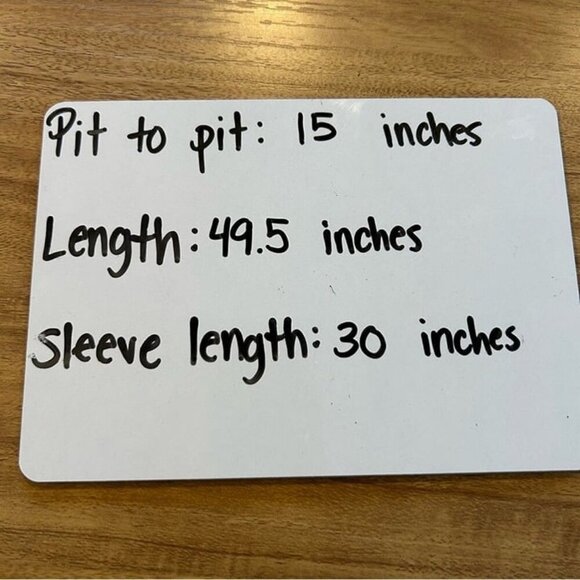 Pit to pit: 15 inches
Length: 49.5 inches
Sleeve length: 30 inches